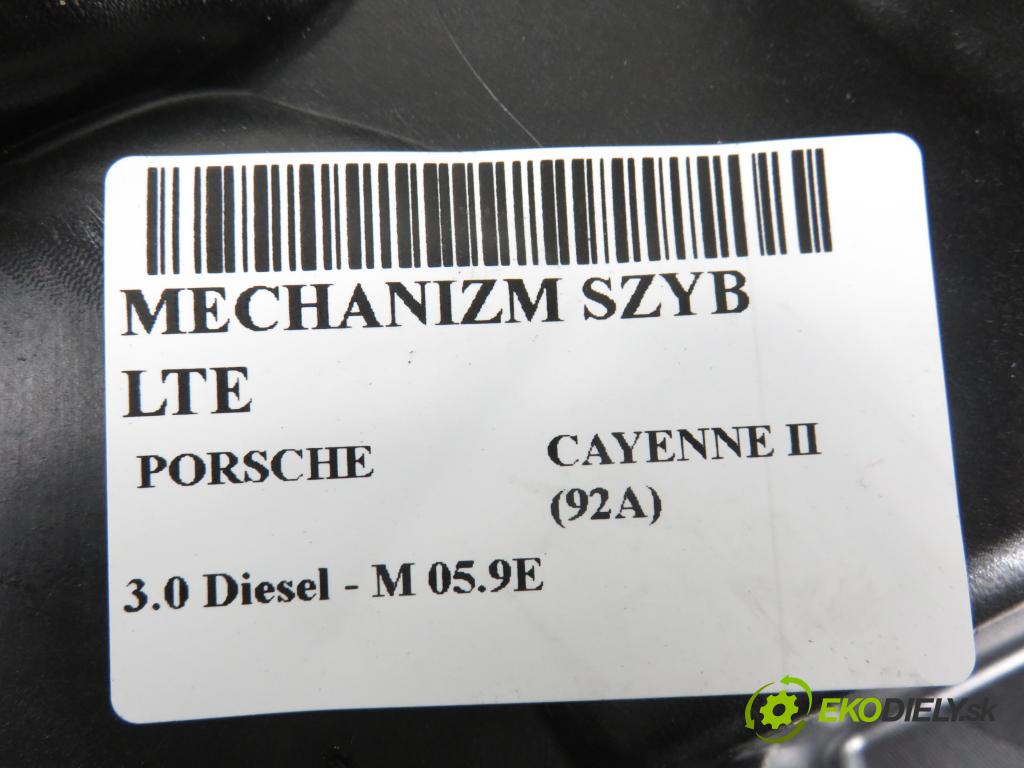 MECHANIZM SZYB
LTE
PORSCHE
CAYENNE II
(92A)
3.0 Diesel - M 05.9E
EKODIELY.sk